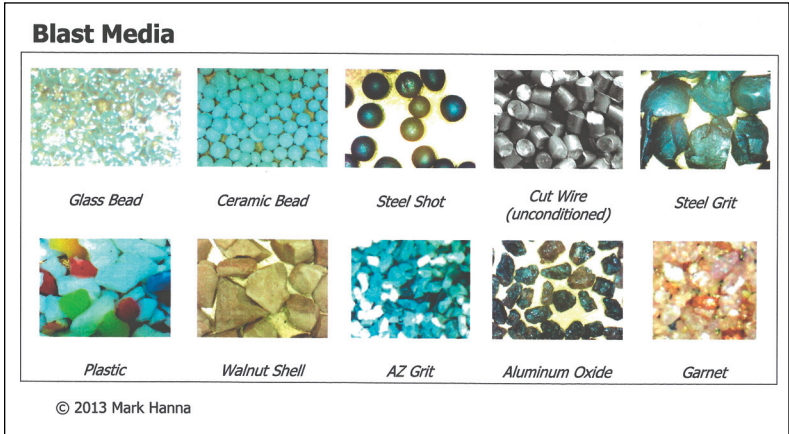 Blast Media
Glass Bead
Ceramic Bead
Steel Shot
Cut Wire
(unconditioned)
Steel Grit
Plastic
Walnut Shell
AZ Grit
Aluminum Oxide
Garnet
© 2013 Mark Hanna